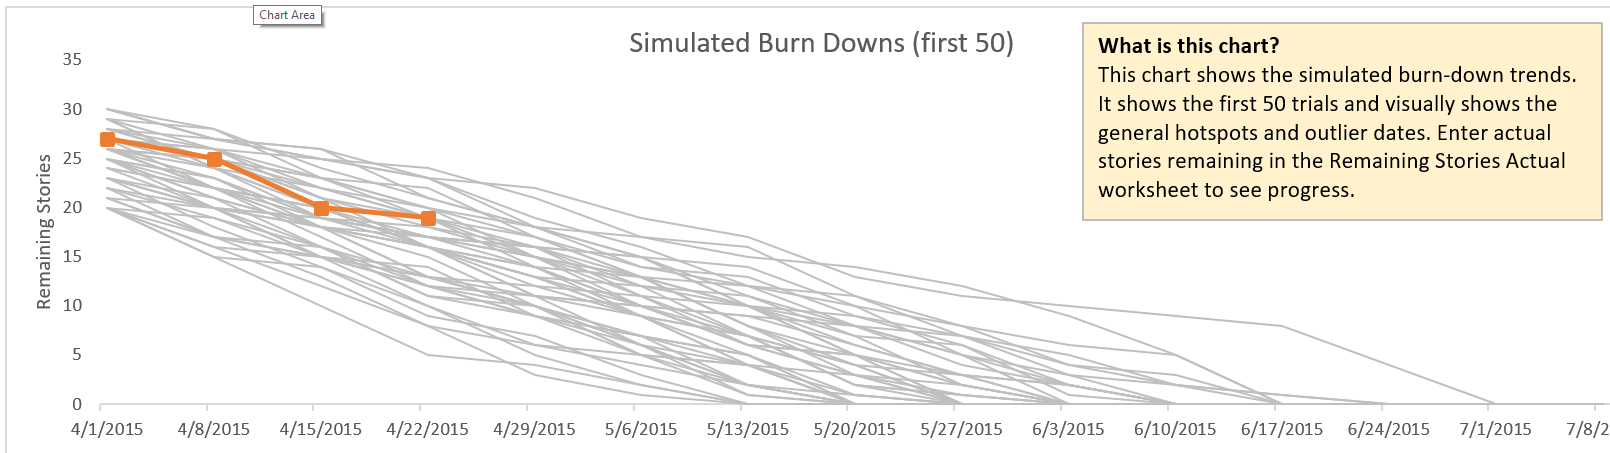 Chart Area
Simulated Burn Downs (first 50)
What is this chart?
This chart shows the simulated burn-down trends.
It shows the first 50 trials and visually shows the
general hotspots and outlier dates. Enter actual
stories remaining in the Remaining Stories Actual
worksheet to see progress.
Remaining Stories
35
30
25
20
15
10
5
0
4/1/2015 4/8/2015 4/15/2015 4/22/2015 4/29/2015 5/6/2015 5/13/2015 5/20/2015 5/27/2015 6/3/2015 6/10/2015 6/17/2015 6/24/2015 7/1/2015 7/8/2